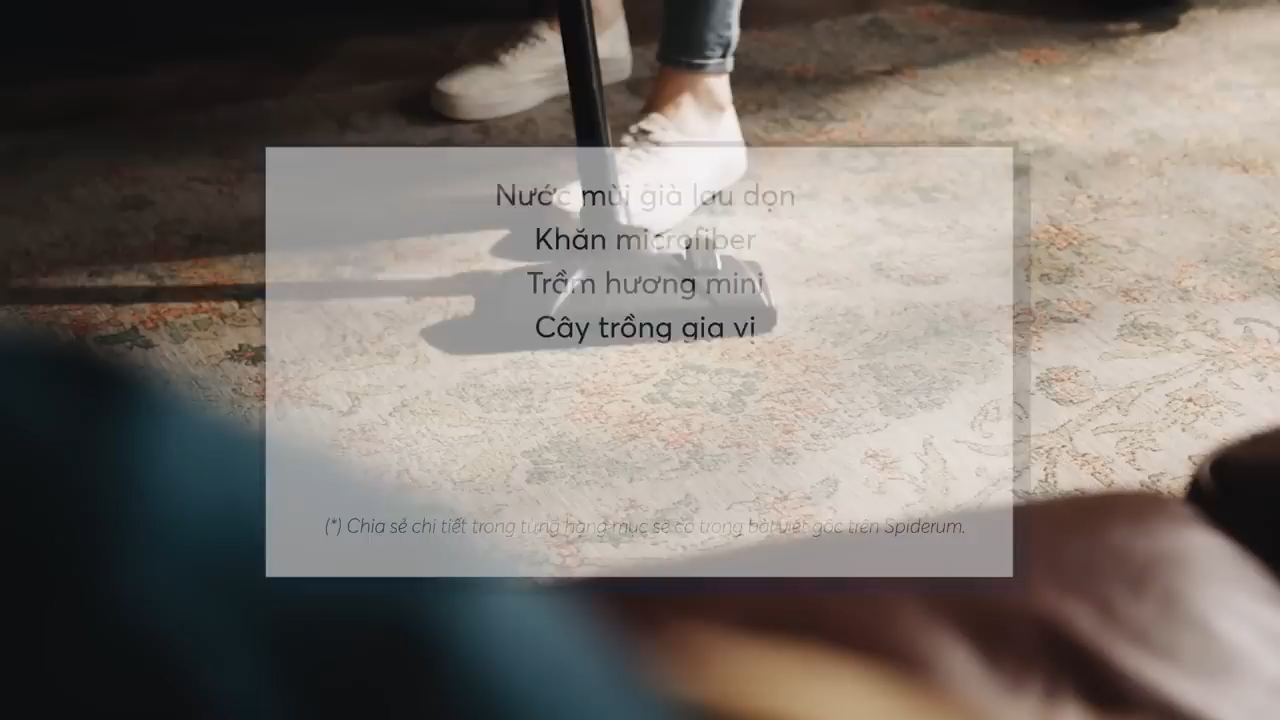 Nước mùi già lau dọn
Khăn microfiber
Trầm hương mini
Cây trồng gia vị
(*) Chia sẻ chi tiết trong từng hạng mục sẽ có trong bài viết gốc trên Spiderum.